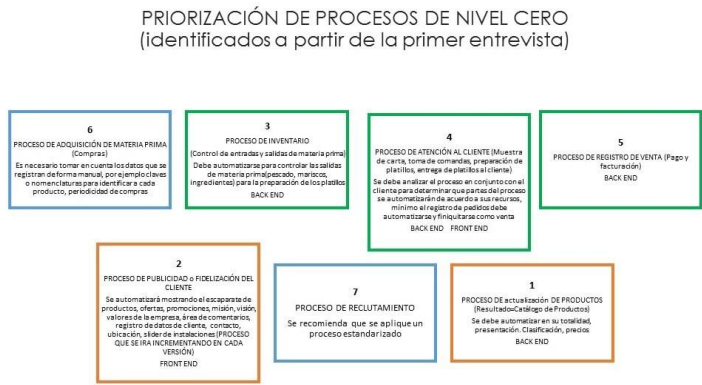 PRIORIZACIÓN DE PROCESOS DE NIVEL CERO
(identificados a partir de la primer entrevista)
6
PROCESO DE ADQUISICIÓN DE MATERIA PRIMA
(Compras)
Es necesario tomar en cuenta los datos que se
registran de forma manual, por ejemplo claves
o nomenclaturas para identificar a cada
producto, periodicidad de compras
3
PROCESO DE INVENTARIO
(Control de entradas y salidas de materia prima)
Debe automatizarse para controlar las salidas
de materia prima(pescado, mariscos,
ingredientes) para la preparación de los platillos
BACK END
4
PROCESO DE ATENCIÓN AL CLIENTE (Muestra
de carta, toma de comandas, preparación de
platillos, entrega de platillos al cliente)
Se debe analizar el proceso en conjunto con el
cliente para determinar que partes del proceso
se automatizarán de acuerdo a sus recursos,
mínimo el registro de pedidos debe
automatizarse y finiquitarse como venta
BACK END FRONT END
5
PROCESO DE REGISTRO DE VENTA (Pago y
facturación)
BACK END
2
PROCESO DE PUBLICIDAD o FIDELIZACIÓN DEL
CLIENTE
Se automatizará mostrando el escaparate de
productos, ofertas, promociones, misión, visión,
valores de la empresa, área de comentarios,
registro de datos de cliente, contacto,
ubicación, slider de instalaciones (PROCESO
QUE SE IRA INCREMENTANDO EN CADA
VERSIÓN)
FRONT END
7
PROCESO DE RECLUTAMIENTO
Se recomienda que se aplique un
proceso estandarizado
1
PROCESO DE actualización DE PRODUCTOS
(Resultado=Catálogo de Productos)
Se debe automatizar en su totalidad,
presentación. Clasificación, precios
BACK END